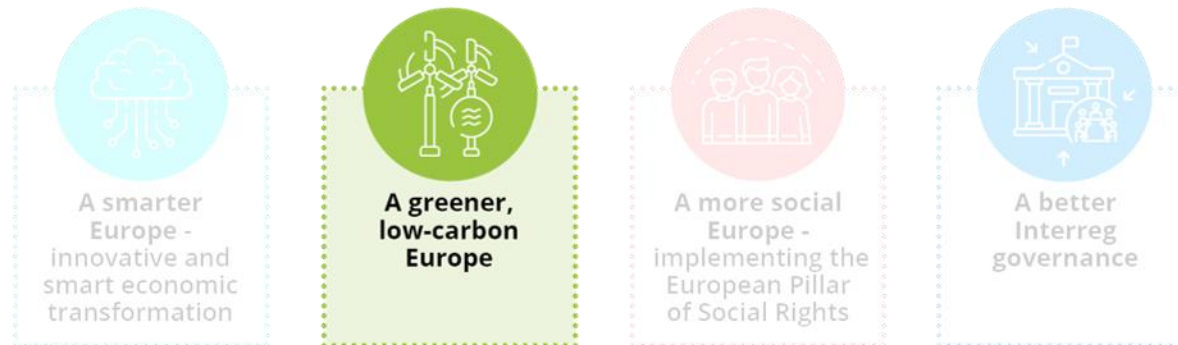 A smarter
Europe -
innovative and
smart economic
transformation
A greener,
low-carbon
Europe
A more social
Europe -
implementing the
European Pillar
of Social Rights
A better
Interreg
governance